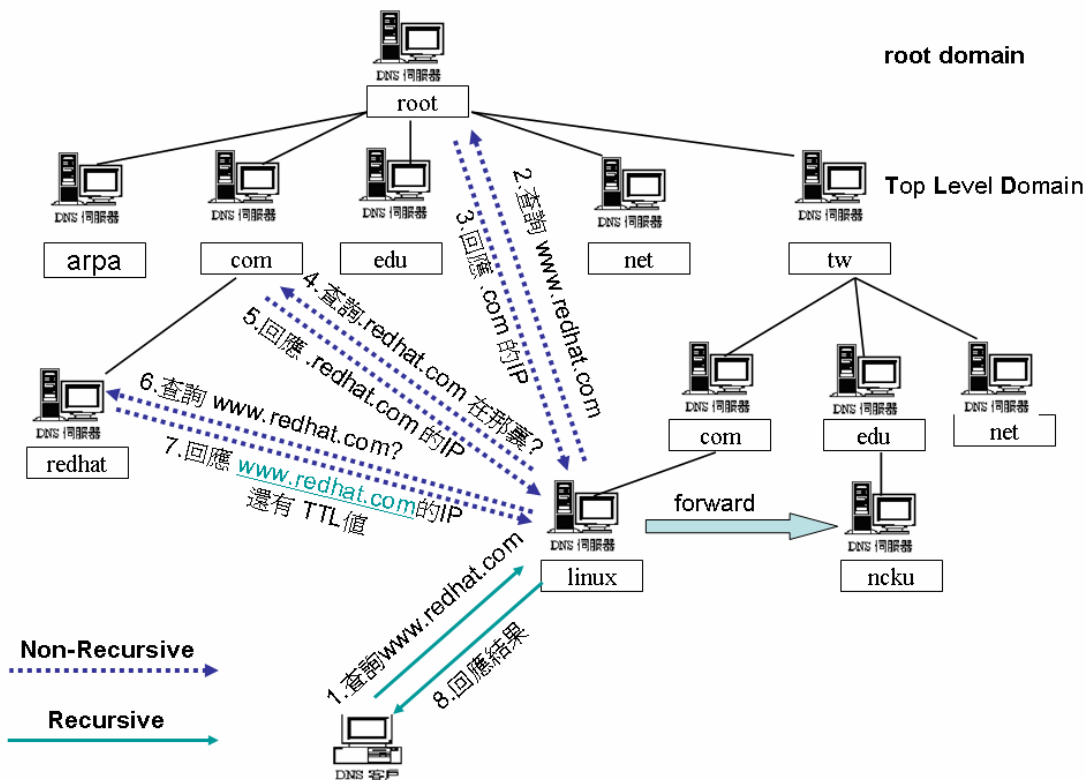 DNS 伺服器
root
root domain
DNS 伺服器
DNS 伺服器
DNS 伺服器
DNS 伺服器
DNS 伺服器
Top Level Domain
arpa
com
edu
net
tw
2.查詢 www.redhat.com
3.回應 .com 的IP
4.查詢.redhat.com 在那裏?
5.回應 .redhat.com 的IP
6.查詢 www.redhat.com?
7.回應 www.redhat.com的IP
還有 TTL值
DNS 伺服器
redhat
DNS 伺服器
DNS 伺服器
DNS 伺服器
com
edu
net
DNS 伺服器
linux
forward
DNS 伺服器
ncku
1.查詢www.redhat.com
8.回應結果
Non-Recursive
Recursive
DNS 客戶